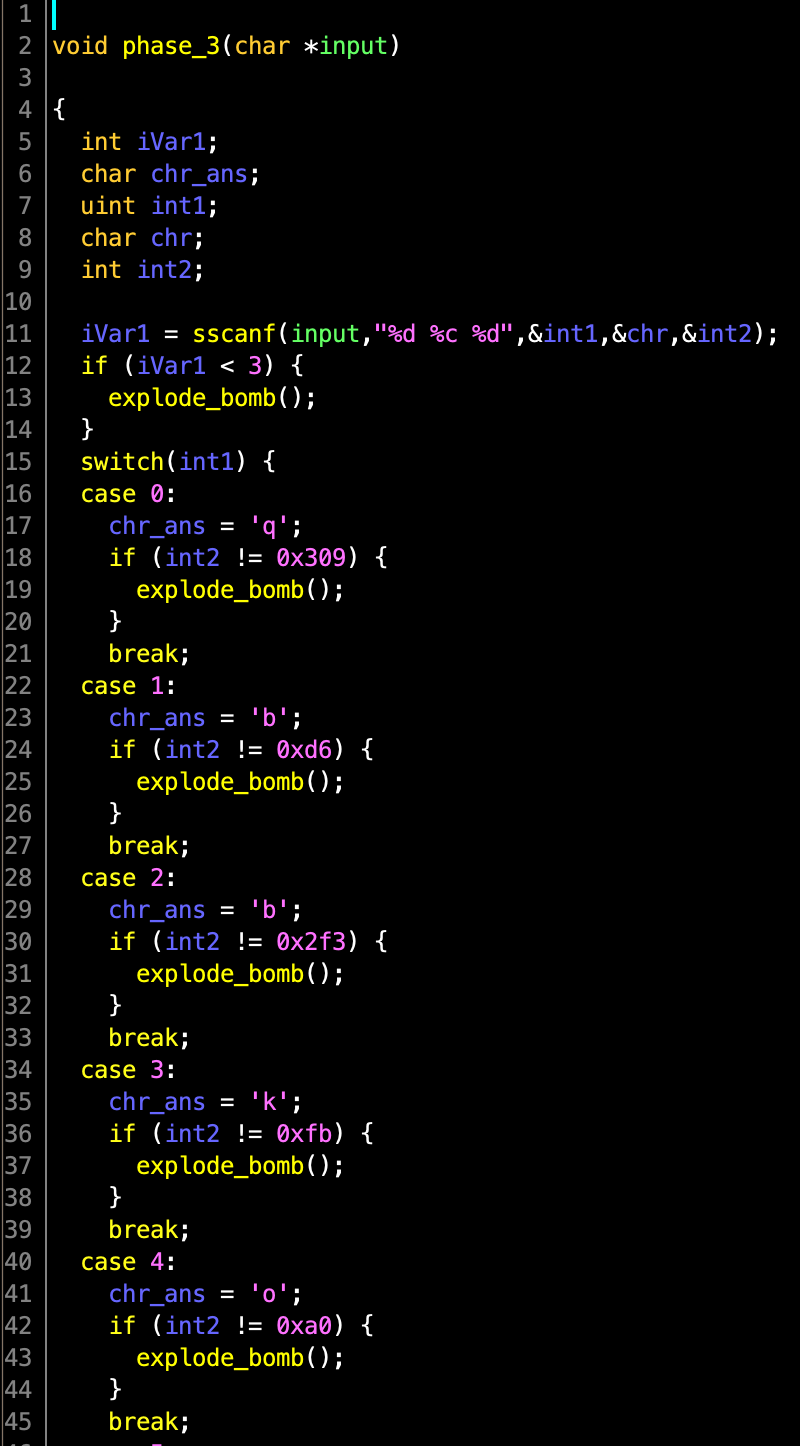 1
2 void phase_3(char *input)
3
4 {
5   int iVar1;
6   char chr_ans;
7   uint int1;
8   char chr;
9   int int2;
10
11   iVar1 = sscanf(input,"%d %c %d",&int1,&chr,&int2);
12   if (iVar1 < 3) {
13     explode_bomb();
14   }
15   switch(int1) {
16   case 0:
17     chr_ans = 'q';
18     if (int2 != 0x309) {
19       explode_bomb();
20     }
21     break;
22   case 1:
23     chr_ans = 'b';
24     if (int2 != 0xd6) {
25       explode_bomb();
26     }
27     break;
28   case 2:
29     chr_ans = 'b';
30     if (int2 != 0x2f3) {
31       explode_bomb();
32     }
33     break;
34   case 3:
35     chr_ans = 'k';
36     if (int2 != 0xfb) {
37       explode_bomb();
38     }
39     break;
40   case 4:
41     chr_ans = 'o';
42     if (int2 != 0xa0) {
43       explode_bomb();
44     }
45     break;